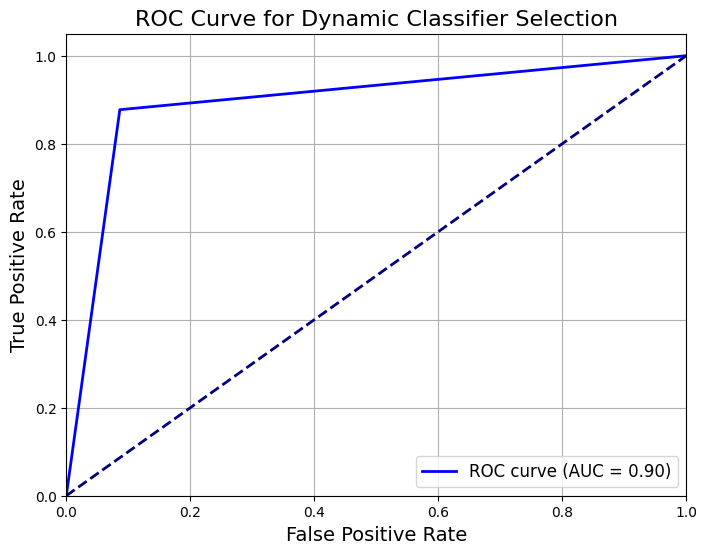 ROC Curve for Dynamic Classifier Selection
True Positive Rate
1.0
0.8
0.6
0.4
0.2
0.0
ROC curve (AUC = 0.90)
0.0 0.2 0.4 0.6 0.8 1.0
False Positive Rate